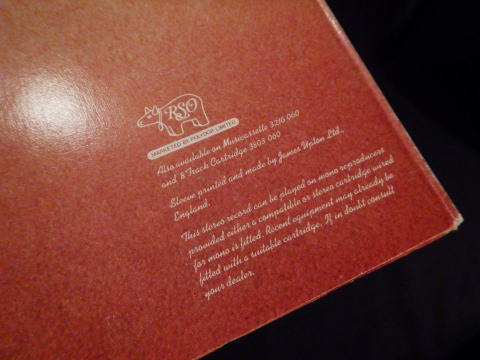 RSO
MARKETED BY POLYDOR LIMITED
Also available on Musicassette 3216 060
and 8 Track Cartridge 3803 060
Sleeve printed and made by James Upton Ltd.,
England.
This stereo record can be played on mono reproducers
provided either a compatible or stereo cartridge wired
for mono is fitted. Recent equipment may already be
fitted with a suitable cartridge. If in doubt consult
your dealer.